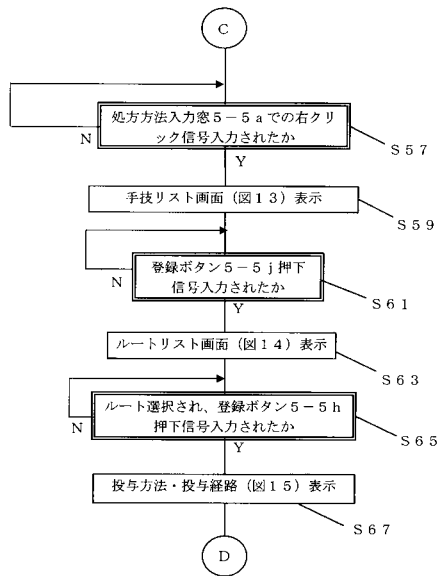 C
処方方法入力窓５－５ａでの右クリ
ック信号入力されたか
N
Y
Ｓ５７
手技リスト画面（図１３）表示
Ｓ５９
登録ボタン５－５ｊ押下
信号入力されたか
N
Y
Ｓ６１
ルートリスト画面（図１４）表示
Ｓ６３
ルート選択され、登録ボタン５－５ｈ
押下信号入力されたか
N
Y
Ｓ６５
投与方法・投与経路（図１５）表示
Ｓ６７
D